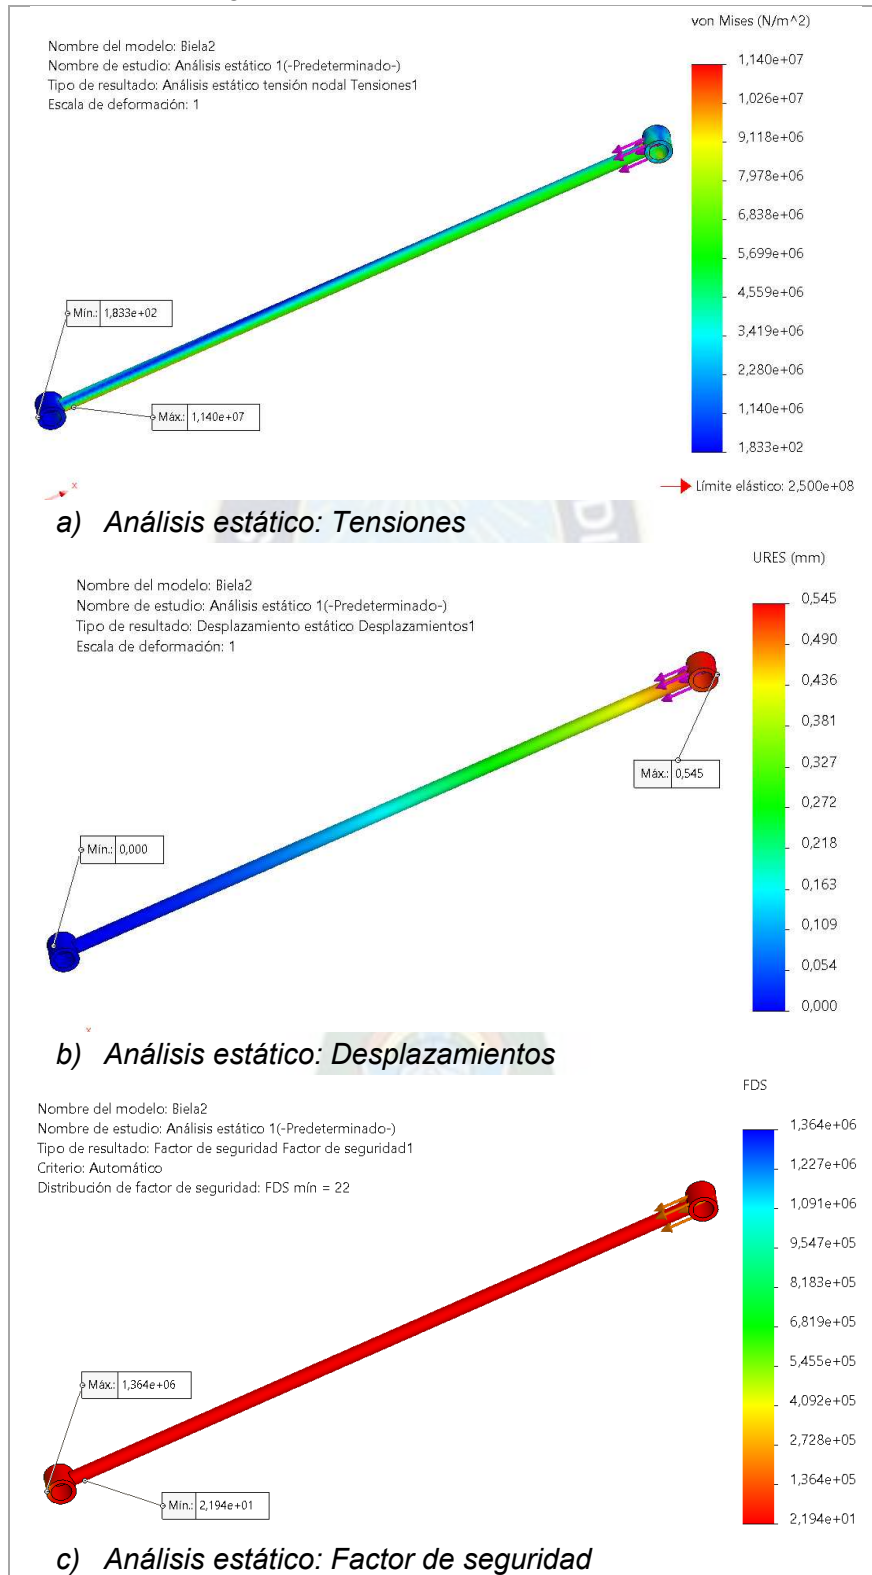 von Mises (N/m^2)
Nombre del modelo: Biela2
Nombre de estudio: Análisis estático 1(-Predeterminado-)
Tipo de resultado: Análisis estático tensión nodal Tensiones1
Escala de deformación: 1
1,140e+07
1,026e+07
9,118e+06
7,978e+06
6,838e+06
5,699e+06
4,559e+06
3,419e+06
2,280e+06
1,140e+06
1,833e+02
Mín.: 1,833e+02
Máx.: 1,140e+07
x
Límite elástico: 2,500e+08
a) Análisis estático: Tensiones
URES (mm)
Nombre del modelo: Biela2
Nombre de estudio: Análisis estático 1(-Predeterminado-)
Tipo de resultado: Desplazamiento estático Desplazamientos1
Escala de deformación: 1
0,545
0,490
0,436
0,381
0,327
0,272
0,218
0,163
0,109
0,054
0,000
Máx.: 0,545
Mín.: 0,000
b) Análisis estático: Desplazamientos
FDS
Nombre del modelo: Biela2
Nombre de estudio: Análisis estático 1(-Predeterminado-)
Tipo de resultado: Factor de seguridad Factor de seguridad1
Criterio: Automático
Distribución de factor de seguridad: FDS mín = 22
1,364e+06
1,227e+06
1,091e+06
9,547e+05
8,183e+05
6,819e+05
5,455e+05
4,092e+05
2,728e+05
1,364e+05
2,194e+01
Máx.: 1,364e+06
Mín.: 2,194e+01
c) Análisis estático: Factor de seguridad